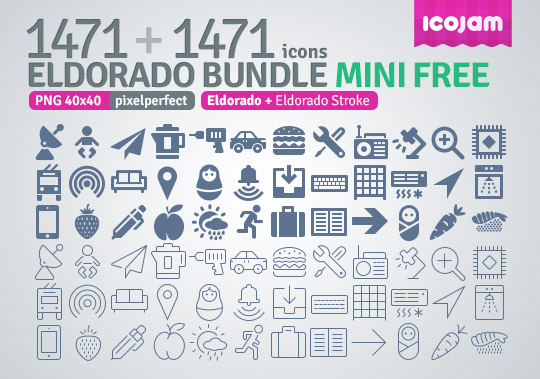 icojam
1471 + 1471 icons
ELDORADO BUNDLE MINI FREE
PNG 40x40 pixelperfect Eldorado + Eldorado Stroke